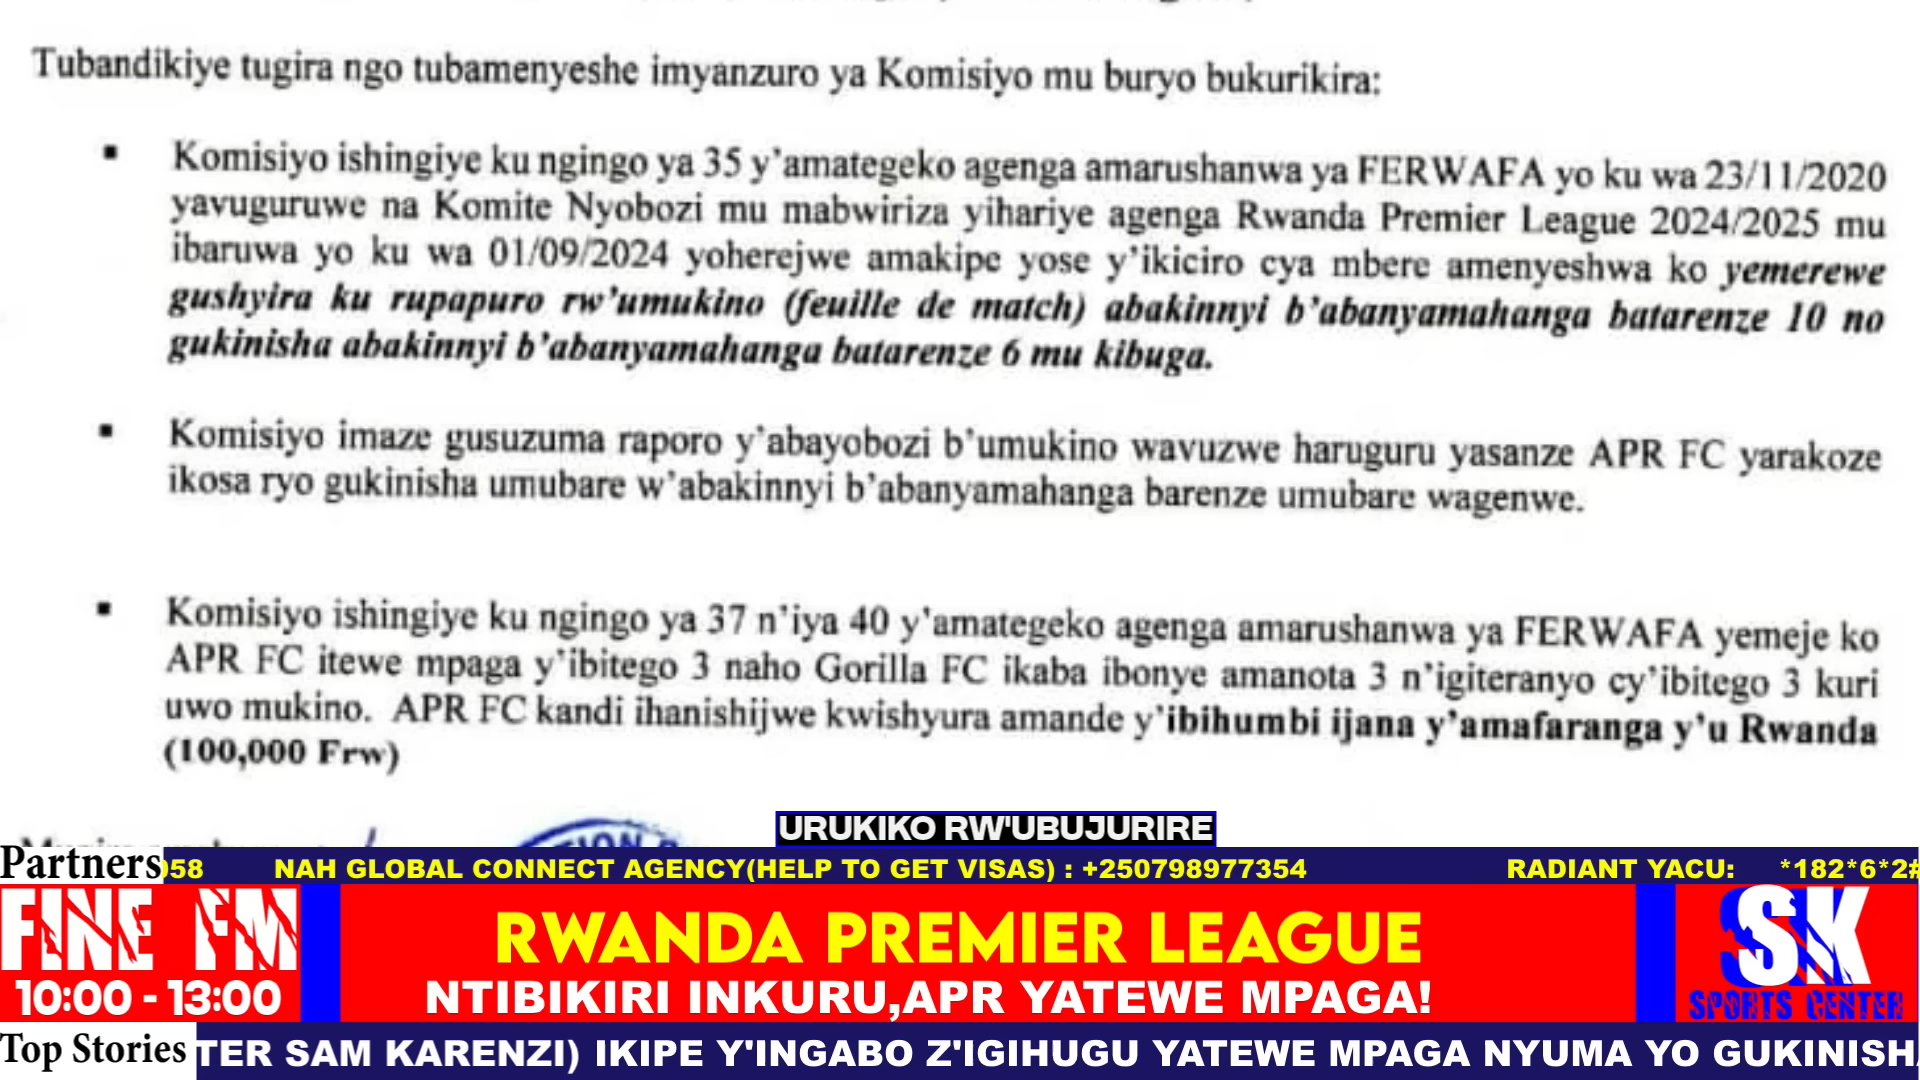 Tubandikiye tugira ngo tubamenyeshe imyanzuro ya Komisiyo mu buryo bukurikira:
▪ Komisiyo ishingiye ku ngingo ya 35 y'amategeko agenga amarushanwa ya FERWAFA yo ku wa 23/11/2020
yavuguruwe na Komite Nyobozi mu mabwiriza yihariye agenga Rwanda Premier League 2024/2025 mu
ibaruwa yo ku wa 01/09/2024 yoherejwe amakipe yose y'ikiciro cya mbere amenyeshwa ko yemerewe
gushyira ku rupapuro rw'umukino (feuille de match) abakinnyi b'abanyamahanga batarenze 10 no
gukinisha abakinnyi b'abanyamahanga batarenze 6 mu kibuga.
▪ Komisiyo imaze gusuzuma raporo y'abayobozi b'umukino wavuzwe haruguru yasanze APR FC yarakoze
ikosa ryo gukinisha umubare w'abakinnyi b'abanyamahanga barenze umubare wagenwe.
▪ Komisiyo ishingiye ku ngingo ya 37 n'iya 40 y'amategeko agenga amarushanwa ya FERWAFA yemeje ko
APR FC itewe mpaga y'ibitego 3 naho Gorilla FC ikaba ibonye amanota 3 n'igiteranyo cy'ibitego 3 kuri
uwo mukino. APR FC kandi ihanishijwe kwishyura amande y'ibihumbi ijana y'amafaranga y'u Rwanda
(100,000 Frw)
URUKIKO RW'UBUJURIRE
Partners 058 NAH GLOBAL CONNECT AGENCY(HELP TO GET VISAS) : +250798977354 RADIANT YACU: *182*6*2#
FINE FM
10:00 - 13:00
RWANDA PREMIER LEAGUE
NTIBIKIRI INKURU,APR YATEWE MPAGA!
SK
SPORTS CENTER
Top Stories TER SAM KARENZI) IKIPE Y'INGABO Z'IGIHUGU YATEWE MPAGA NYUMA YO GUKINISH